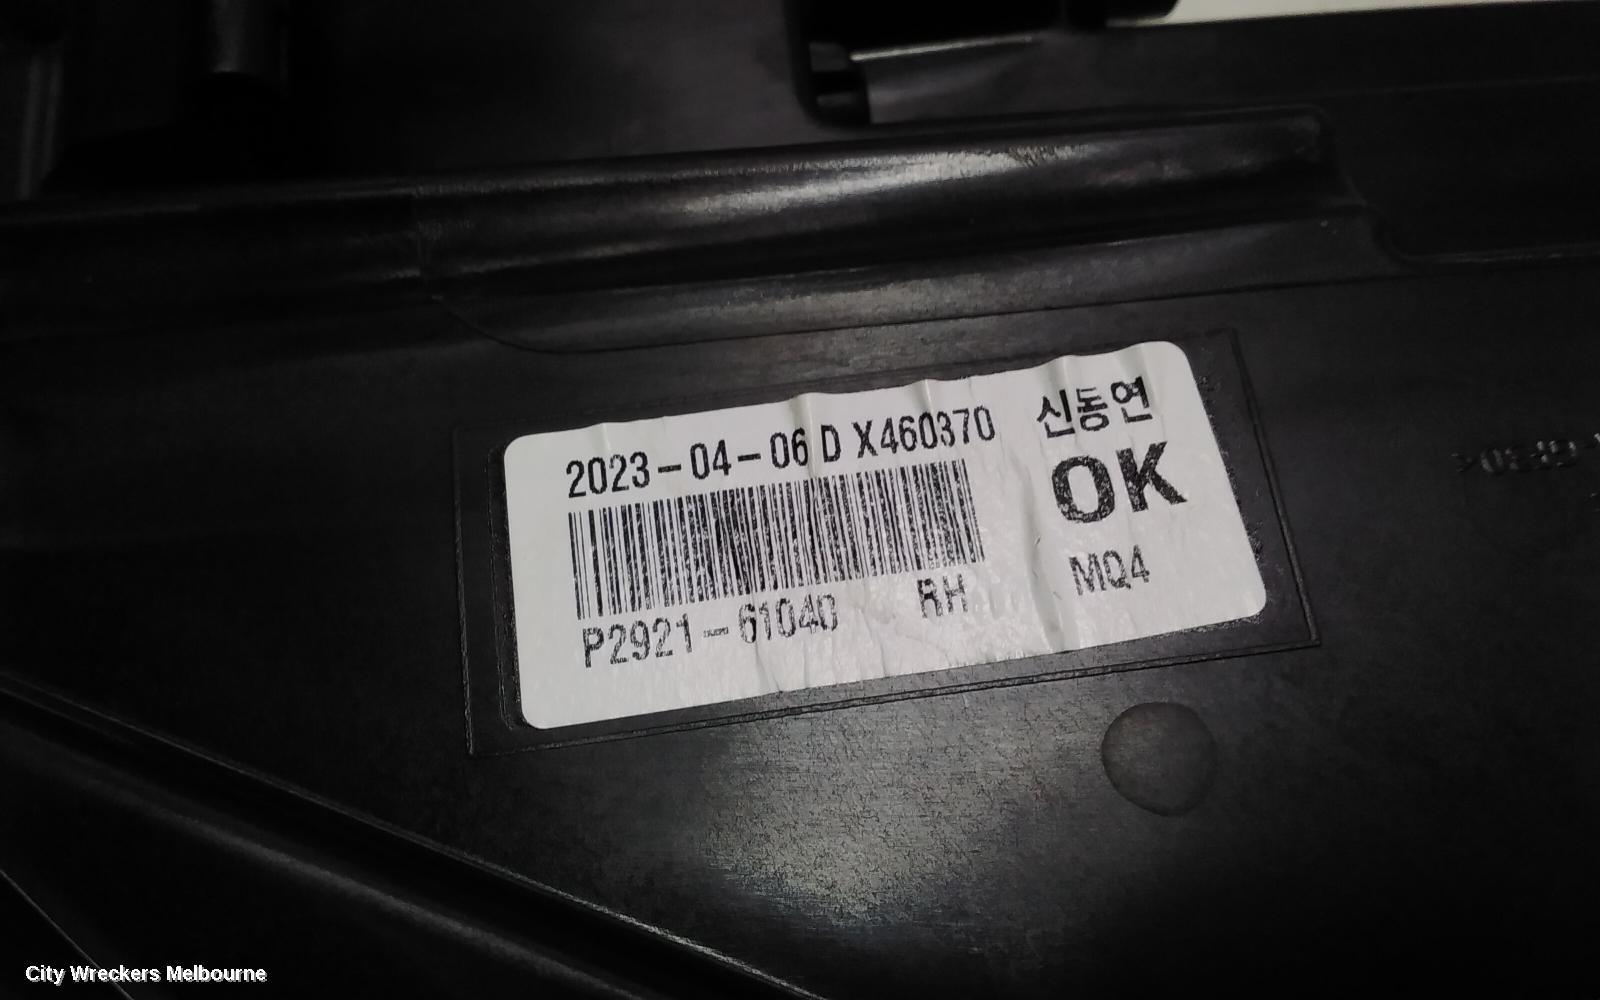 2023-04-06 D X460370
신동연
OK
P2921-61040 RH
MQ4
City Wreckers Melbourne